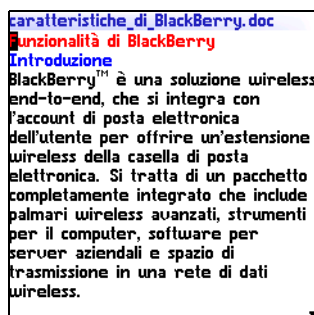 caratteristiche_di_BlackBerry.doc
Funzionalità di BlackBerry
Introduzione
BlackBerry™ è una soluzione wireless
end-to-end, che si integra con
l'account di posta elettronica
dell'utente per offrire un'estensione
wireless della casella di posta
elettronica. Si tratta di un pacchetto
completamente integrato che include
palmari wireless avanzati, strumenti
per il computer, software per
server aziendali e spazio di
trasmissione in una rete di dati
wireless.